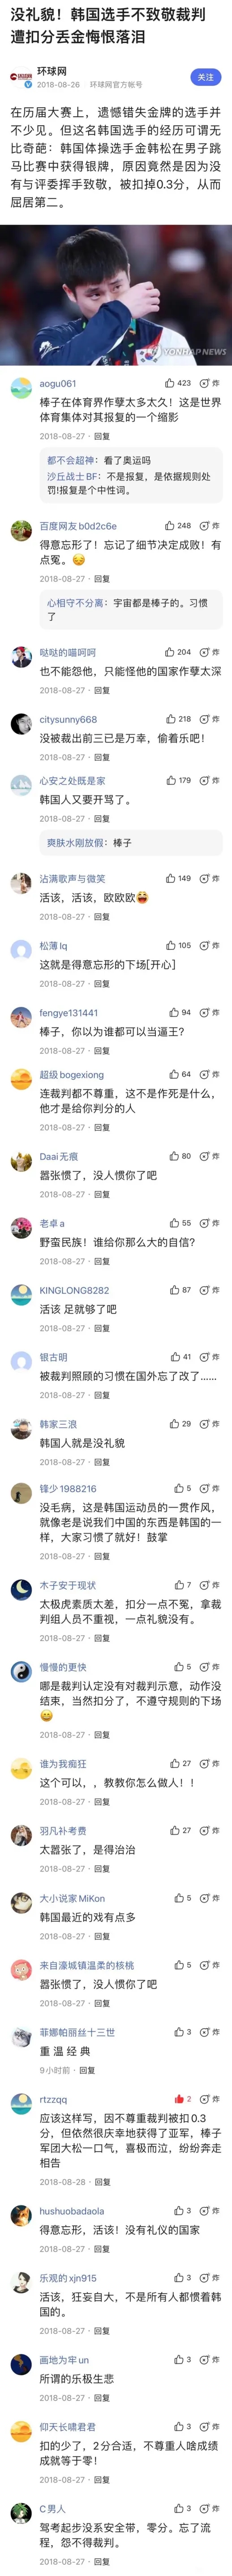 没礼貌！韩国选手不致敬裁判
遭扣分丢金悔恨落泪
环球网
2018-08-26 环球网官方帐号
关注
在历届大赛上，遗憾错失金牌的选手并
不少见。但这名韩国选手的经历可谓无
比奇葩：韩国体操选手金韩松在男子跳
马比赛中获得银牌，原因竟然是因为没
有与评委挥手致敬，被扣掉0.3分，从而
屈居第二。
YONHAP NEWS
aogu061 423 炸
棒子在体育界作孽太多太久！这是世界
体育集体对其报复的一个缩影
2018-08-27 · 回复
都不会超神：看了奥运吗
沙丘战士BF：不是报复，是依据规则处
罚!报复是个中性词。
百度网友b0d2c6e 248 炸
得意忘形了！忘记了细节决定成败！有
点冤。😔
2018-08-27 · 回复
心相守不分离：宇宙都是棒子的。习惯
了
哒哒的喵呵呵 204 炸
也不能怨他，只能怪他的国家作孽太深
2018-08-27 · 回复
citysunny668 218 炸
没被裁出前三已是万幸，偷着乐吧！
2018-08-27 · 回复
心安之处既是家 179 炸
韩国人又要开骂了。
2018-08-27 · 回复
爽肤水刚放假：棒子
沾满歌声与微笑 149 炸
活该，活该，欧欧欧😝
2018-08-27 · 回复
松薄lq 105 炸
这就是得意忘形的下场[开心]
2018-08-27 · 回复
fengye131441 94 炸
棒子，你以为谁都可以当逼王?
2018-08-27 · 回复
超级bogexiong 64 炸
连裁判都不尊重，这不是作死是什么，
他才是给你判分的人
2018-08-27 · 回复
Daai无痕 80 炸
嚣张惯了，没人惯你了吧
2018-08-27 · 回复
老卓a 55 炸
野蛮民族！谁给你那么大的自信?
2018-08-27 · 回复
KINGLONG8282 87 炸
活该 足就够了吧
2018-08-27 · 回复
银古明 41 炸
被裁判照顾的习惯在国外忘了改了……
2018-08-27 · 回复
韩家三浪 29 炸
韩国人就是没礼貌
2018-08-27 · 回复
锋少1988216 5 炸
没毛病，这是韩国运动员的一贯作风，
就像老是说我们中国的东西是韩国的一
样，大家习惯了就好！鼓掌
2018-08-27 · 回复
木子安于现状 7 炸
太极虎素质太差，扣分一点不冤，拿裁
判组人员不重视，一点礼貌没有。
2018-08-27 · 回复
慢慢的更快 5 炸
哪是裁判认定没有对裁判示意，动作没
结束，当然扣分了，不遵守规则的下场
😄
2018-08-27 · 回复
谁为我痴狂 27 炸
这个可以，，教教你怎么做人！！
2018-08-27 · 回复
羽凡补考费 27 炸
太嚣张了，是得治治
2018-08-27 · 回复
大小说家MiKon 5 炸
韩国最近的戏有点多
2018-08-27 · 回复
来自濠城镇温柔的核桃 5 炸
嚣张惯了，没人惯你了吧
2018-08-27 · 回复
菲娜帕丽丝十三世 3 炸
重 温 经 典
9小时前 · 回复
rtzzqq 2 炸
应该这样写，因不尊重裁判被扣0.3
分，但依然很庆幸地获得了亚军，棒子
军团大松一口气，喜极而泣，纷纷奔走
相告
2018-08-28 · 回复
hushuobadaola 3 炸
得意忘形，活该！没有礼仪的国家
2018-08-27 · 回复
乐观的xjn915 3 炸
活该，狂妄自大，不是所有人都惯着韩
国的。
2018-08-27 · 回复
画地为牢un 3 炸
所谓的乐极生悲
2018-08-27 · 回复
仰天长啸君君 3 炸
扣的少了，2分合适，不尊重人啥成绩
成就等于零！
2018-08-27 · 回复
C男人 3 炸
驾考起步没系安全带，零分。忘了流
程，怨不得裁判。
2018-08-27 · 回复